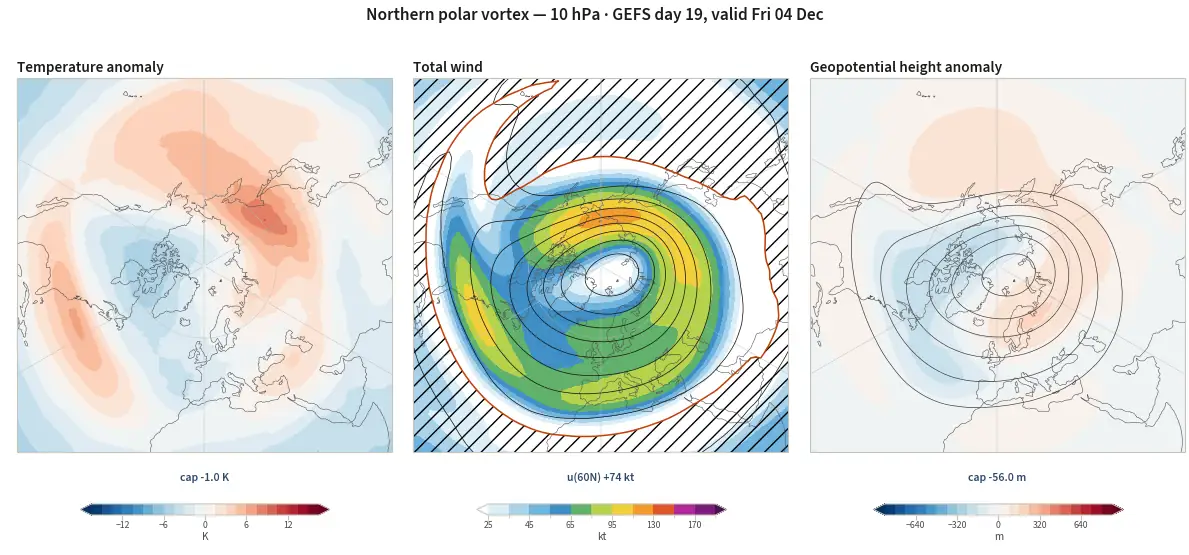 Northern polar vortex — 10 hPa · GEFS day 19, valid Fri 04 Dec
Temperature anomaly
Total wind
Geopotential height anomaly
cap -1.0 K
u(60N) +74 kt
cap -56.0 m
−12 −6 0 6 12
K
25 45 65 95 130 170
kt
−640 −320 0 320 640
m